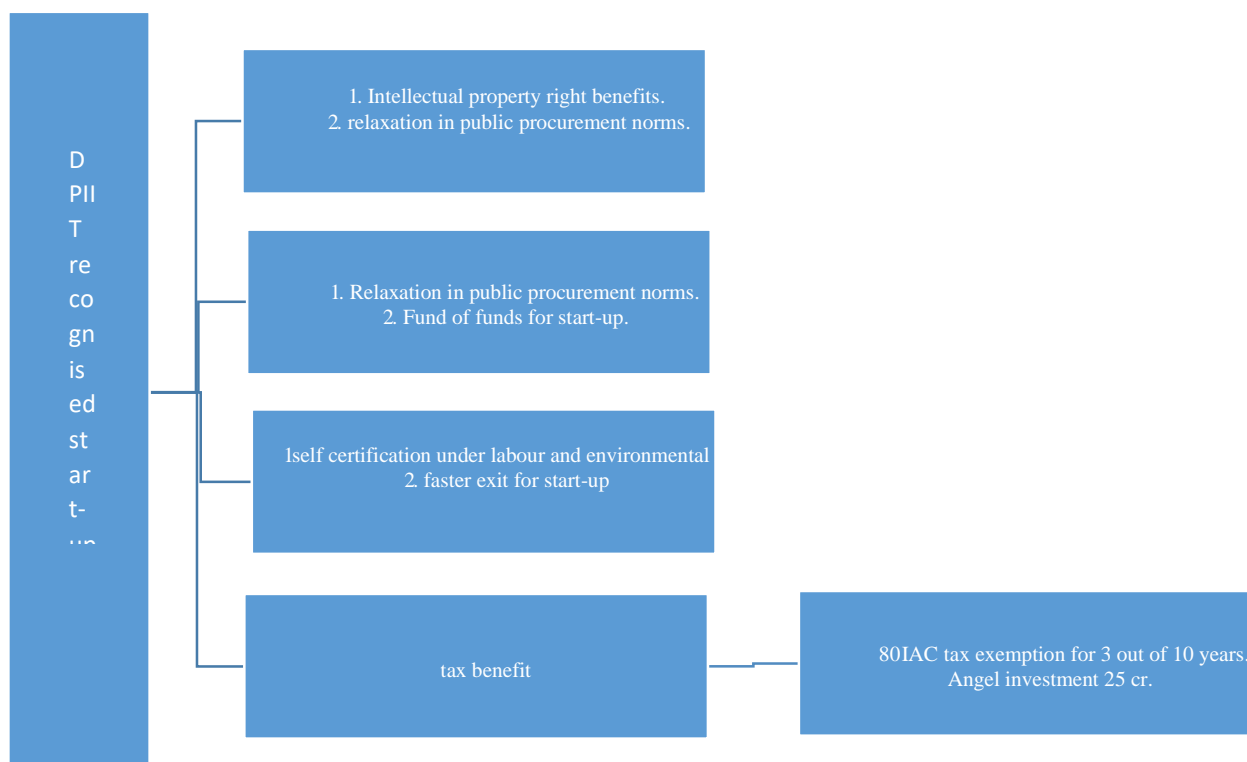 D
PII
T
re
co
gn
is
ed
st
ar
t-
up
1. Intellectual property right benefits.
2. relaxation in public procurement norms.
1. Relaxation in public procurement norms.
2. Fund of funds for start-up.
1self certification under labour and environmental
2. faster exit for start-up
tax benefit
80IAC tax exemption for 3 out of 10 years.
Angel investment 25 cr.